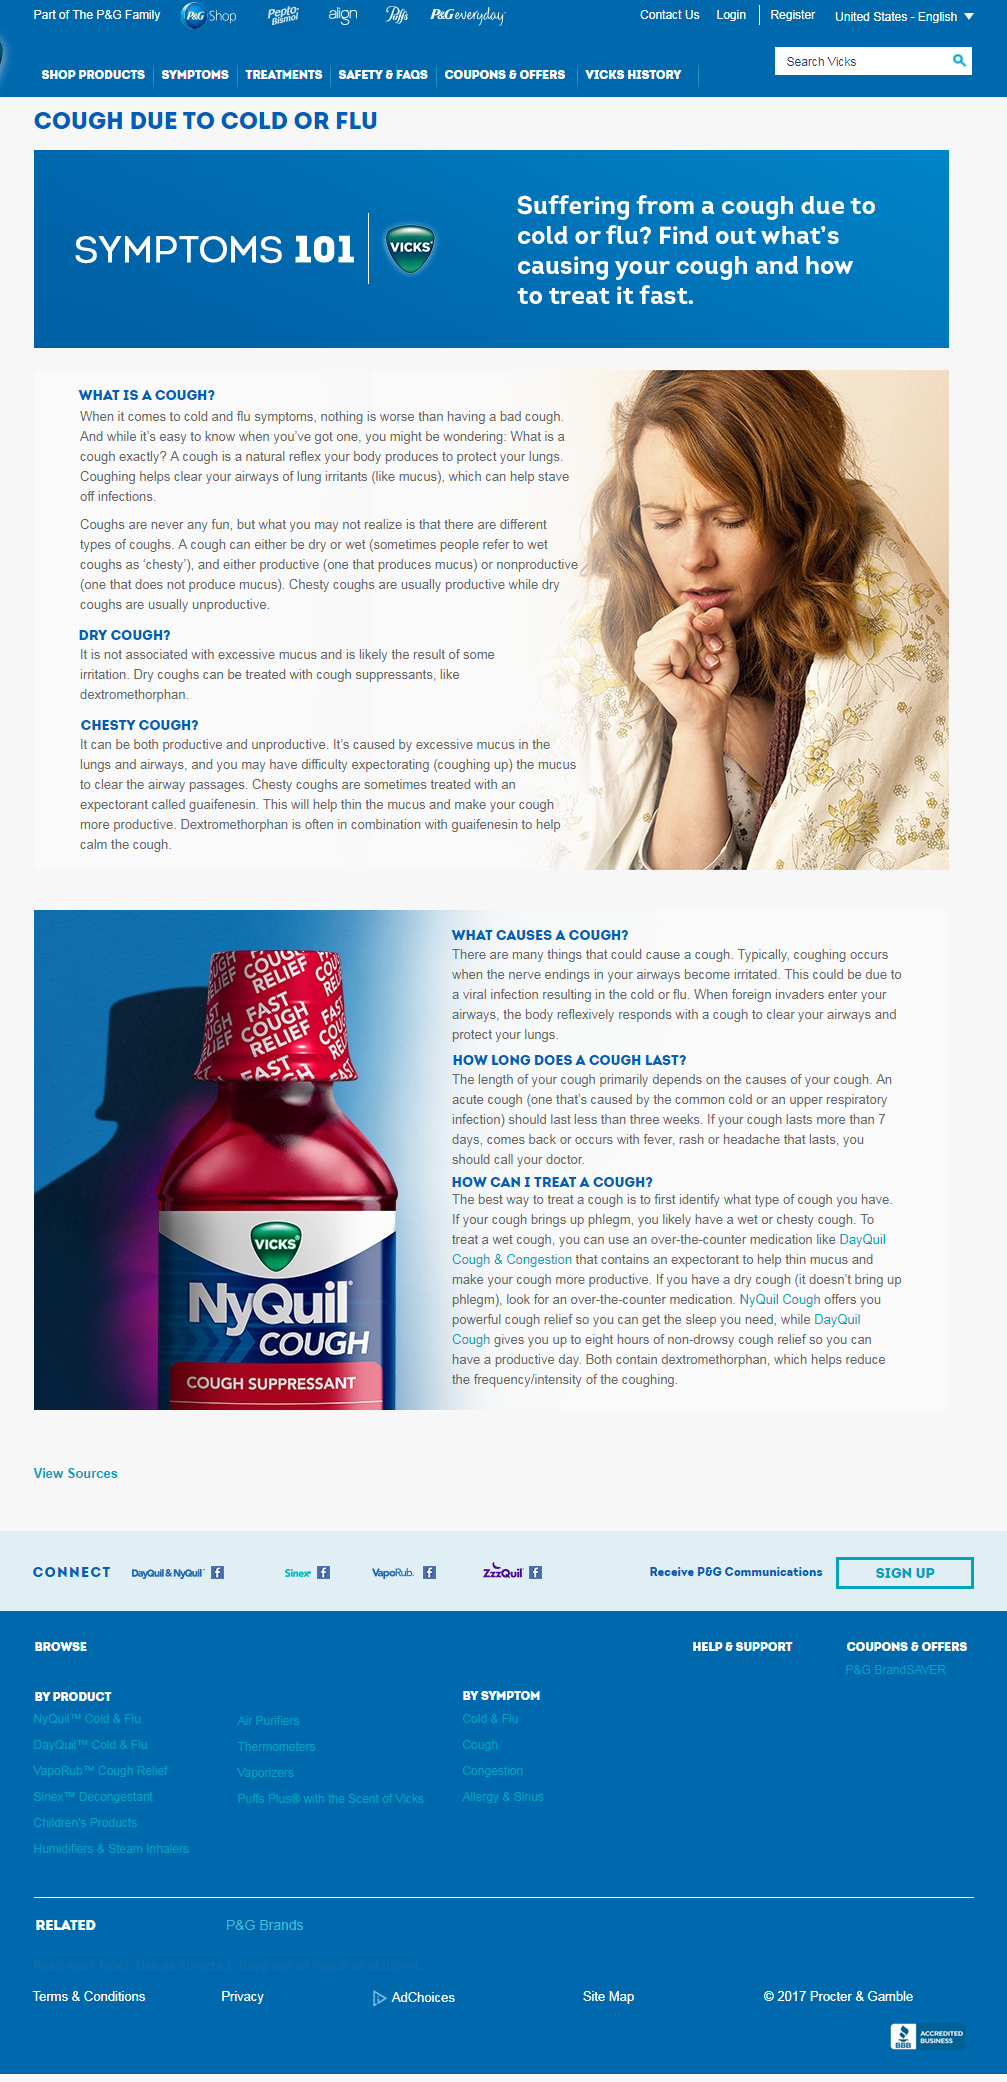 Part of The P&G Family
P&G Shop
Pepto Bismol
align
Puffs
P&G everyday
Contact Us
Login
Register
United States - English
SHOP PRODUCTS
SYMPTOMS
TREATMENTS
SAFETY & FAQS
COUPONS & OFFERS
VICKS HISTORY
Search Vicks
COUGH DUE TO COLD OR FLU
SYMPTOMS 101
VICKS
Suffering from a cough due to
cold or flu? Find out what's
causing your cough and how
to treat it fast.
WHAT IS A COUGH?
When it comes to cold and flu symptoms, nothing is worse than having a bad cough.
And while it's easy to know when you've got one, you might be wondering: What is a
cough exactly? A cough is a natural reflex your body produces to protect your lungs.
Coughing helps clear your airways of lung irritants (like mucus), which can help stave
off infections.
Coughs are never any fun, but what you may not realize is that there are different
types of coughs. A cough can either be dry or wet (sometimes people refer to wet
coughs as 'chesty'), and either productive (one that produces mucus) or nonproductive
(one that does not produce mucus). Chesty coughs are usually productive while dry
coughs are usually unproductive.
DRY COUGH?
It is not associated with excessive mucus and is likely the result of some
irritation. Dry coughs can be treated with cough suppressants, like
dextromethorphan.
CHESTY COUGH?
It can be both productive and unproductive. It's caused by excessive mucus in the
lungs and airways, and you may have difficulty expectorating (coughing up) the mucus
to clear the airway passages. Chesty coughs are sometimes treated with an
expectorant called guaifenesin. This will help thin the mucus and make your cough
more productive. Dextromethorphan is often in combination with guaifenesin to help
calm the cough.
FAST
COUGH
RELIEF
VICKS®
NyQuil
COUGH
COUGH SUPPRESSANT
WHAT CAUSES A COUGH?
There are many things that could cause a cough. Typically, coughing occurs
when the nerve endings in your airways become irritated. This could be due to
a viral infection resulting in the cold or flu. When foreign invaders enter your
airways, the body reflexively responds with a cough to clear your airways and
protect your lungs.
HOW LONG DOES A COUGH LAST?
The length of your cough primarily depends on the causes of your cough. An
acute cough (one that's caused by the common cold or an upper respiratory
infection) should last less than three weeks. If your cough lasts more than 7
days, comes back or occurs with fever, rash or headache that lasts, you
should call your doctor.
HOW CAN I TREAT A COUGH?
The best way to treat a cough is to first identify what type of cough you have.
If your cough brings up phlegm, you likely have a wet or chesty cough. To
treat a wet cough, you can use an over-the-counter medication like DayQuil
Cough & Congestion that contains an expectorant to help thin mucus and
make your cough more productive. If you have a dry cough (it doesn't bring up
phlegm), look for an over-the-counter medication. NyQuil Cough offers you
powerful cough relief so you can get the sleep you need, while DayQuil
Cough gives you up to eight hours of non-drowsy cough relief so you can
have a productive day. Both contain dextromethorphan, which helps reduce
the frequency/intensity of the coughing.
View Sources
CONNECT
DayQuil & NyQuil
Sinex
VapoRub.
ZzzQuil
Receive P&G Communications
SIGN UP
BROWSE
HELP & SUPPORT
COUPONS & OFFERS
P&G BrandSAVER
BY PRODUCT
NyQuil™ Cold & Flu
DayQuil™ Cold & Flu
VapoRub™ Cough Relief
Sinex™ Decongestant
Children's Products
Humidifiers & Steam Inhalers
Air Purifiers
Thermometers
Vaporizers
Puffs Plus® with the Scent of Vicks
BY SYMPTOM
Cold & Flu
Cough
Congestion
Allergy & Sinus
RELATED
P&G Brands
Read each label. Use as directed. Keep out of reach of children.
Terms & Conditions
Privacy
AdChoices
Site Map
© 2017 Procter & Gamble
BBB
ACCREDITED
BUSINESS